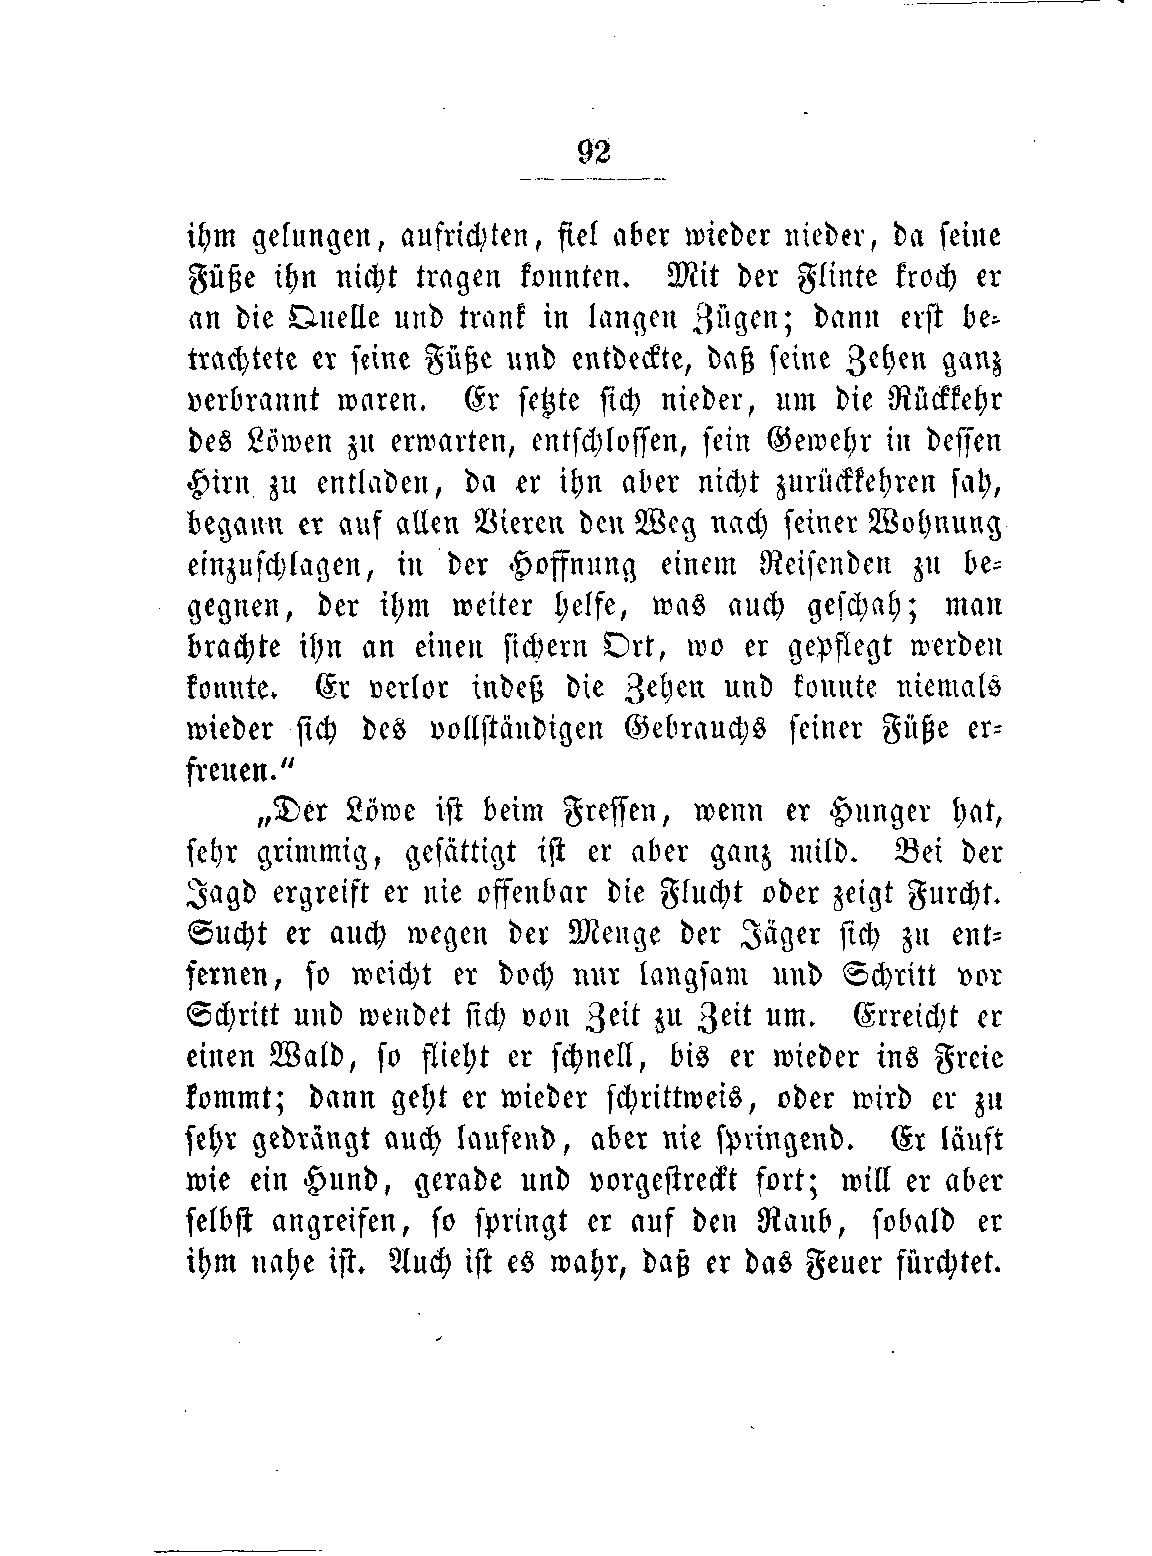 92
ihm gelungen, aufrichten, fiel aber wieder nieder, da seine
Füße ihn nicht tragen konnten. Mit der Flinte kroch er
an die Quelle und trank in langen Zügen; dann erst be-
trachtete er seine Füße und entdeckte, daß seine Zehen ganz
verbrannt waren. Er setzte sich nieder, um die Rückkehr
des Löwen zu erwarten, entschlossen, sein Gewehr in dessen
Hirn zu entladen, da er ihn aber nicht zurückkehren sah,
begann er auf allen Vieren den Weg nach seiner Wohnung
einzuschlagen, in der Hoffnung einem Reisenden zu be-
gegnen, der ihm weiter helfe, was auch geschah; man
brachte ihn an einen sichern Ort, wo er gepflegt werden
konnte. Er verlor indeß die Zehen und konnte niemals
wieder sich des vollständigen Gebrauchs seiner Füße er-
freuen.“
„Der Löwe ist beim Fressen, wenn er Hunger hat,
sehr grimmig, gesättigt ist er aber ganz mild. Bei der
Jagd ergreift er nie offenbar die Flucht oder zeigt Furcht.
Sucht er auch wegen der Menge der Jäger sich zu ent-
fernen, so weicht er doch nur langsam und Schritt vor
Schritt und wendet sich von Zeit zu Zeit um. Erreicht er
einen Wald, so flieht er schnell, bis er wieder ins Freie
kommt; dann geht er wieder schrittweis, oder wird er zu
sehr gedrängt auch laufend, aber nie springend. Er läuft
wie ein Hund, gerade und vorgestreckt fort; will er aber
selbst angreifen, so springt er auf den Raub, sobald er
ihm nahe ist. Auch ist es wahr, daß er das Feuer fürchtet.